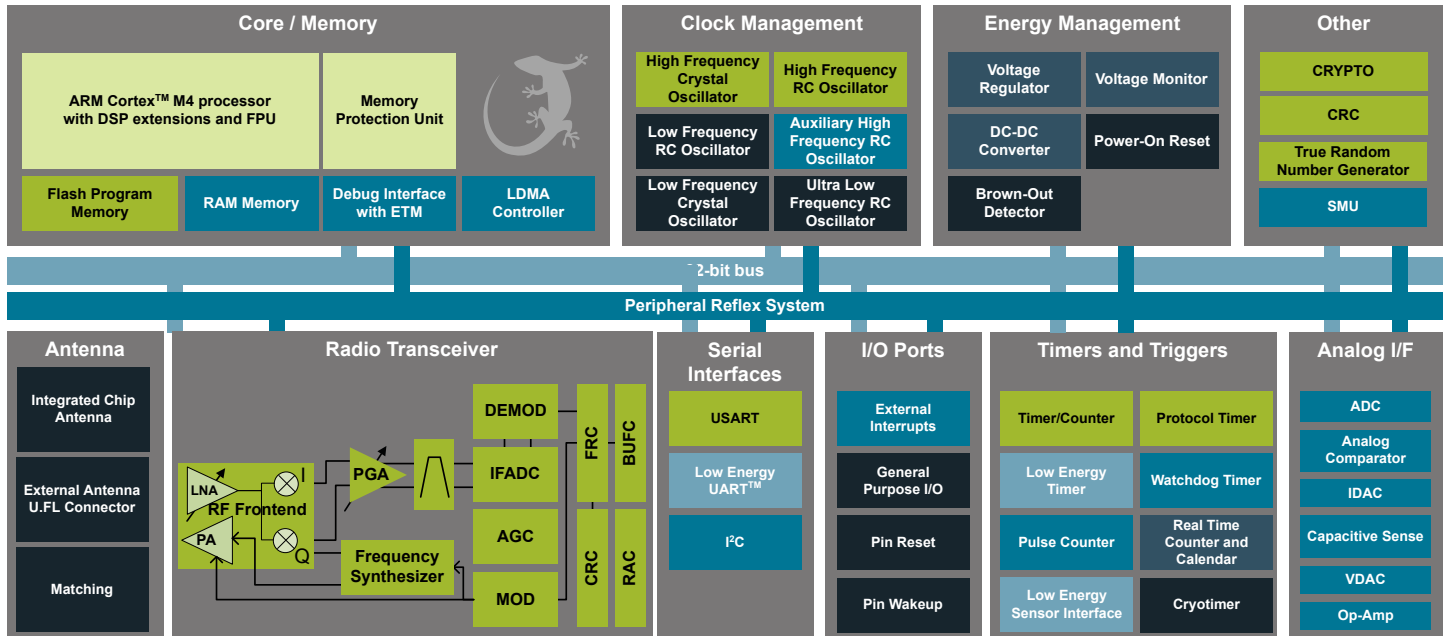 Core / Memory
ARM Cortex™ M4 processor
with DSP extensions and FPU
Memory
Protection Unit
Flash Program
Memory
RAM Memory
Debug Interface
with ETM
LDMA
Controller
Clock Management
High Frequency
Crystal
Oscillator
High Frequency
RC Oscillator
Low Frequency
RC Oscillator
Auxiliary High
Frequency RC
Oscillator
Low Frequency
Crystal
Oscillator
Ultra Low
Frequency RC
Oscillator
Energy Management
Voltage
Regulator
Voltage Monitor
DC-DC
Converter
Power-On Reset
Brown-Out
Detector
Other
CRYPTO
CRC
True Random
Number Generator
SMU
2-bit bus
Peripheral Reflex System
Antenna
Integrated Chip
Antenna
External Antenna
U.FL Connector
Matching
Radio Transceiver
LNA
RF Frontend
PA
I
Q
PGA
Frequency
Synthesizer
DEMOD
IFADC
AGC
MOD
FRC
BUFC
CRC
RAC
Serial
Interfaces
USART
Low Energy
UART™
I²C
I/O Ports
External
Interrupts
General
Purpose I/O
Pin Reset
Pin Wakeup
Timers and Triggers
Timer/Counter
Protocol Timer
Low Energy
Timer
Watchdog Timer
Pulse Counter
Real Time
Counter and
Calendar
Low Energy
Sensor Interface
Cryotimer
Analog I/F
ADC
Analog
Comparator
IDAC
Capacitive Sense
VDAC
Op-Amp